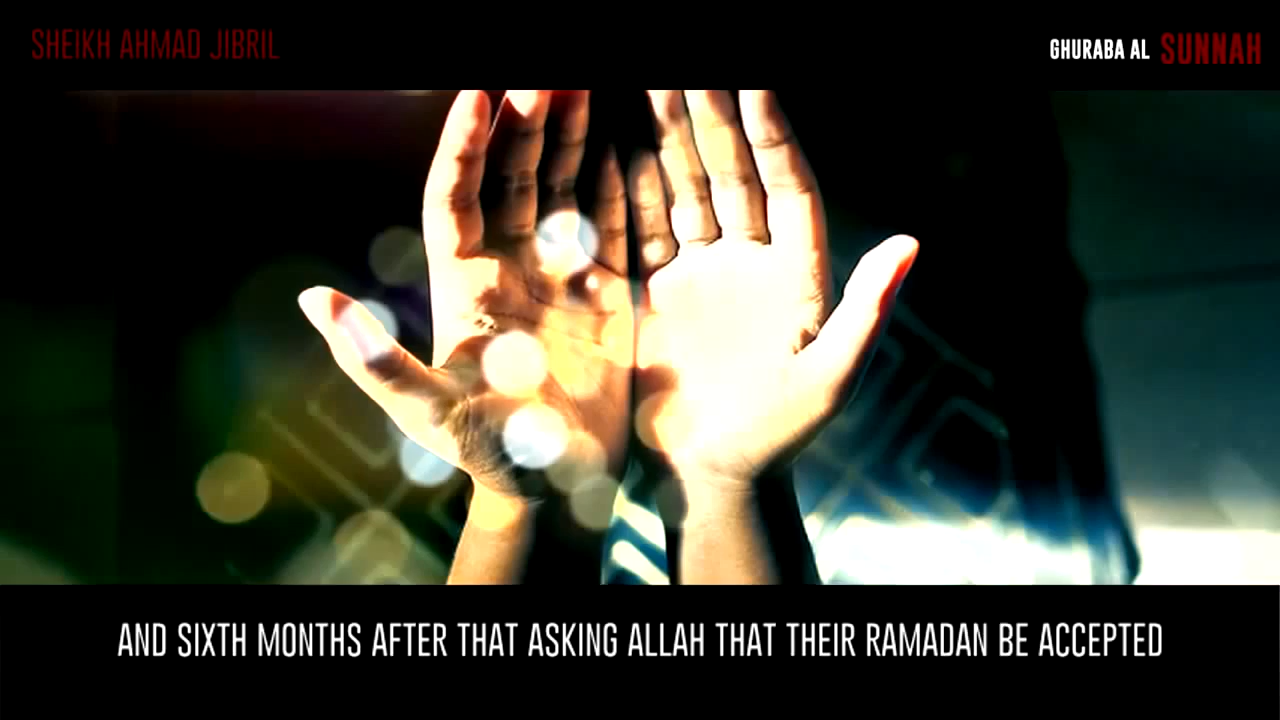 SHEIKH AHMAD JIBRIL
GHURABA AL SUNNAH
AND SIXTH MONTHS AFTER THAT ASKING ALLAH THAT THEIR RAMADAN BE ACCEPTED